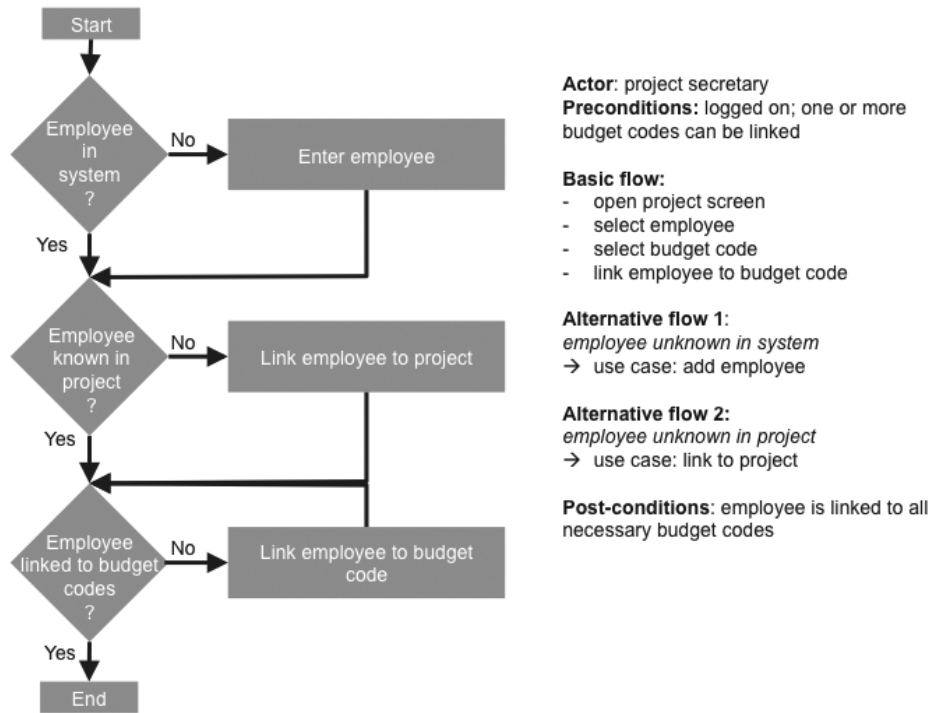 Start
Employee
in
system
?
No
Enter employee
Yes
Employee
known in
project
?
No
Link employee to project
Yes
Employee
linked to budget
codes
?
No
Link employee to budget
code
Yes
End
Actor: project secretary
Preconditions: logged on; one or more
budget codes can be linked
Basic flow:
- open project screen
- select employee
- select budget code
- link employee to budget code
Alternative flow 1:
employee unknown in system
→ use case: add employee
Alternative flow 2:
employee unknown in project
→ use case: link to project
Post-conditions: employee is linked to all
necessary budget codes